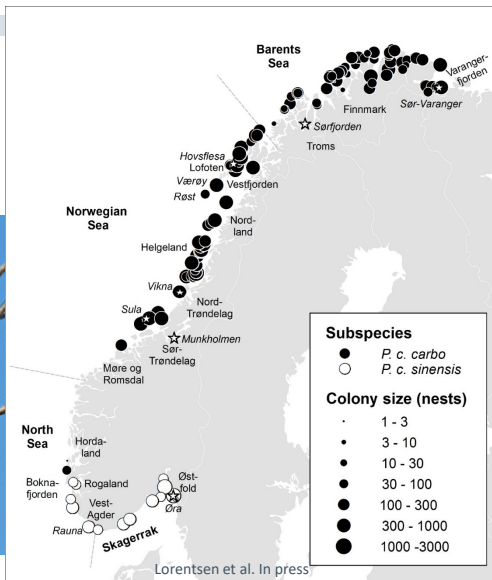 Barents
Sea
Varanger-
fjorden
Finnmark
Sør-Varanger
Sørfjorden
Troms
Hovsflesa
Lofoten
Værøy
Vestfjorden
Røst
Nord-
land
Norwegian
Sea
Helgeland
Vikna
Nord-
Trøndelag
Sula
Munkholmen
Sør-
Trøndelag
Møre og
Romsdal
North
Sea
Horda-
land
Bokna-
fjorden
Rogaland
Vest-
Agder
Rauna
Øst-
fold
Øra
Skagerrak
Subspecies
P. c. carbo
P. c. sinensis
Colony size (nests)
1 - 3
3 - 10
10 - 30
30 - 100
100 - 300
300 - 1000
1000 -3000
Lorentsen et al. In press